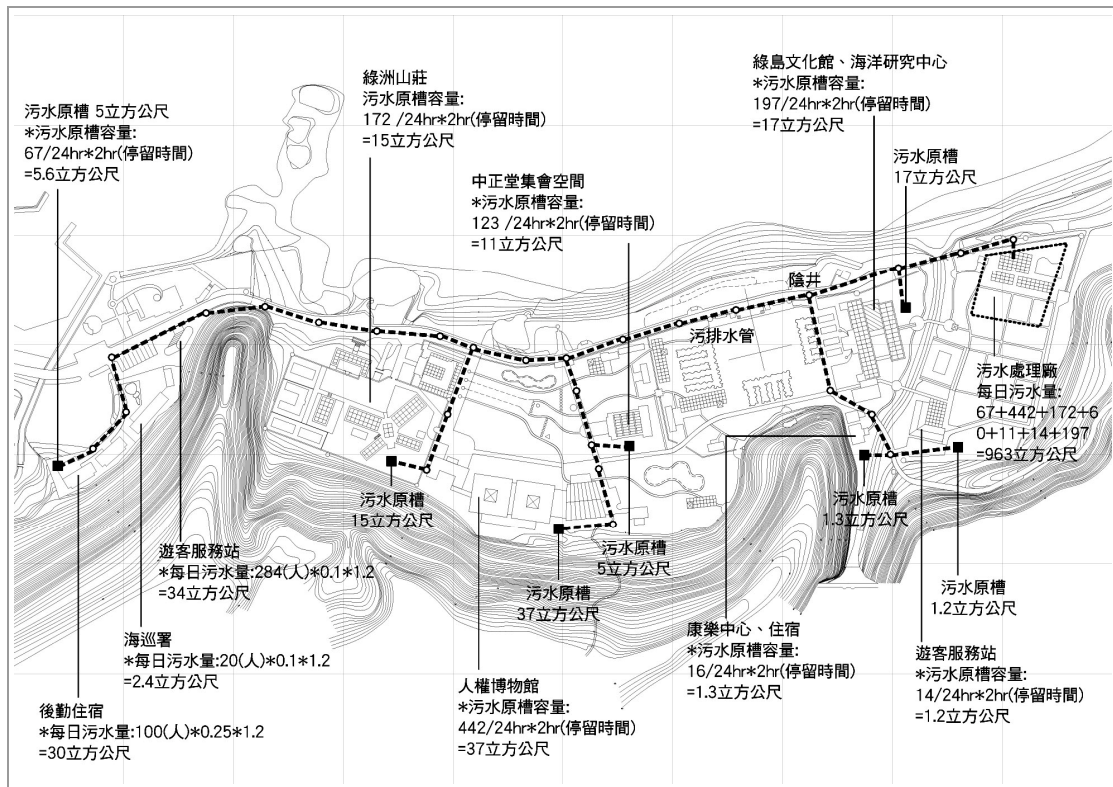 污水原槽 5立方公尺
*污水原槽容量:
67/24hr*2hr(停留時間)
=5.6立方公尺
綠洲山莊
污水原槽容量:
172 /24hr*2hr(停留時間)
=15立方公尺
中正堂集會空間
*污水原槽容量:
123 /24hr*2hr(停留時間)
=11立方公尺
綠島文化館、海洋研究中心
*污水原槽容量:
197/24hr*2hr(停留時間)
=17立方公尺
污水原槽
17立方公尺
陰井
污排水管
污水處理廠
每日污水量:
67+442+172+6
0+11+14+197
=963立方公尺
污水原槽
15立方公尺
污水原槽
37立方公尺
污水原槽
5立方公尺
污水原槽
1.3立方公尺
污水原槽
1.2立方公尺
遊客服務站
*每日污水量:284(人)*0.1*1.2
=34立方公尺
海巡署
*每日污水量:20(人)*0.1*1.2
=2.4立方公尺
後勤住宿
*每日污水量:100(人)*0.25*1.2
=30立方公尺
人權博物館
*污水原槽容量:
442/24hr*2hr(停留時間)
=37立方公尺
康樂中心、住宿
*污水原槽容量:
16/24hr*2hr(停留時間)
=1.3立方公尺
遊客服務站
*污水原槽容量:
14/24hr*2hr(停留時間)
=1.2立方公尺